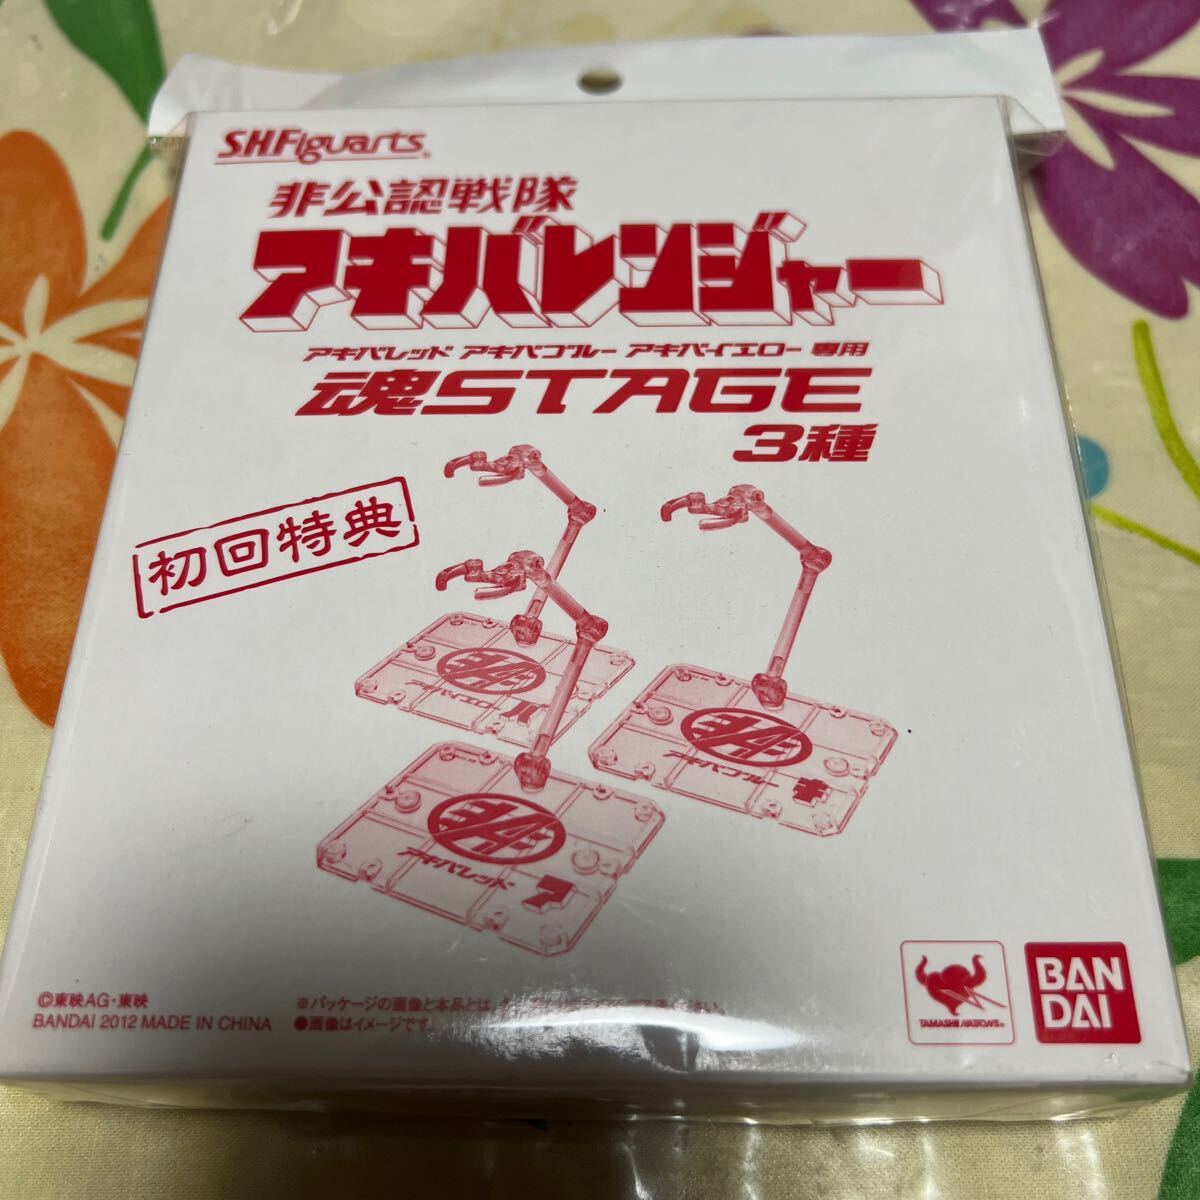 S.H.Figuarts
非公認戦隊
アキバレンジャー
アキバレッド アキバブルー アキバイエロー 専用
魂STAGE
3種
初回特典
アキバイエロー バ
アキバブルー キ
アキバレッド ア
©東映AG・東映
BANDAI 2012 MADE IN CHINA
※パッケージの画像と本品とは、
●画像はイメージです。
TAMASHII NATIONS
BAN
DAI